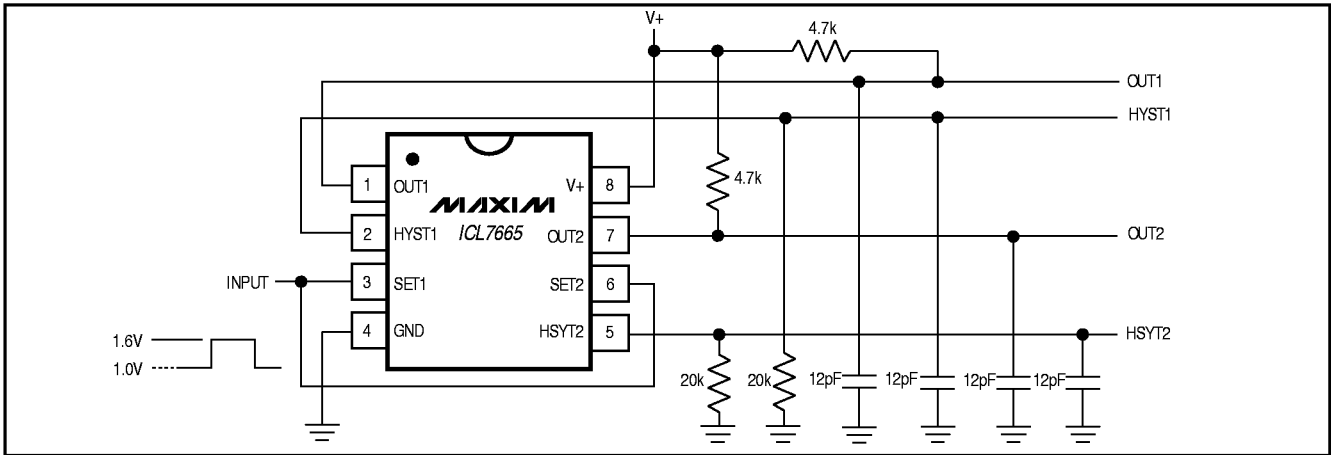 V+
4.7k
OUT1
HYST1
4.7k
1 OUT1
V+ 8
MAXIM
ICL7665
2 HYST1
OUT2 7
OUT2
INPUT
3 SET1
SET2 6
4 GND
HSYT2 5
HSYT2
1.6V
1.0V
20k
20k
12pF
12pF
12pF
12pF